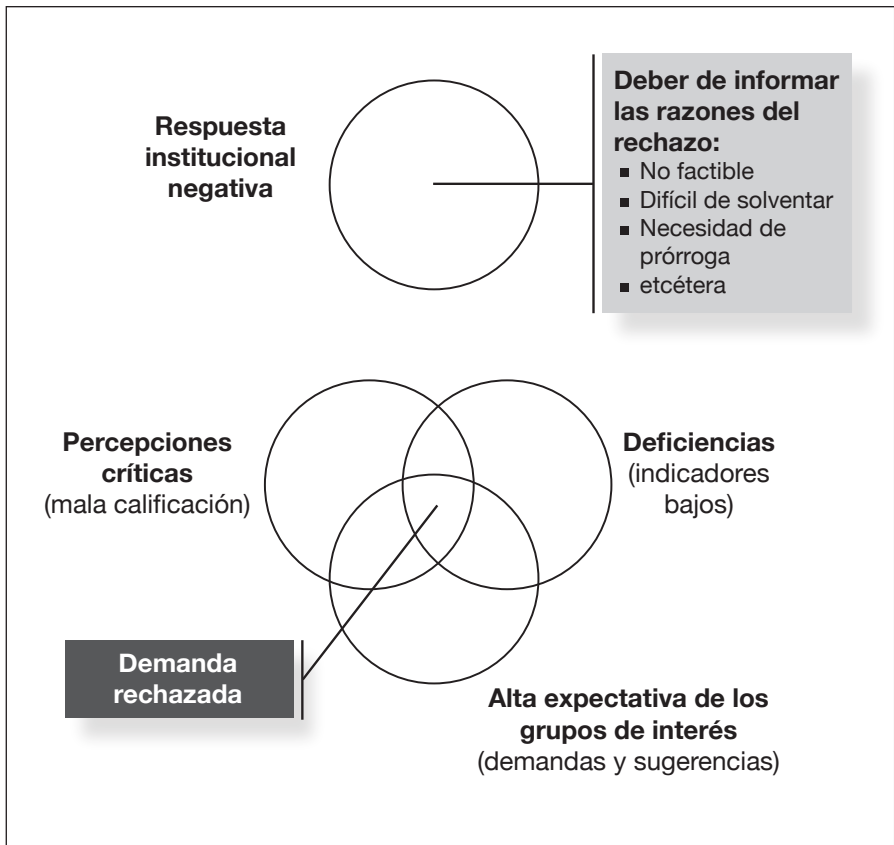 Respuesta
institucional
negativa
Deber de informar
las razones del
rechazo:
▪ No factible
▪ Difícil de solventar
▪ Necesidad de
prórroga
▪ etcétera
Percepciones
críticas
(mala calificación)
Deficiencias
(indicadores
bajos)
Demanda
rechazada
Alta expectativa de los
grupos de interés
(demandas y sugerencias)